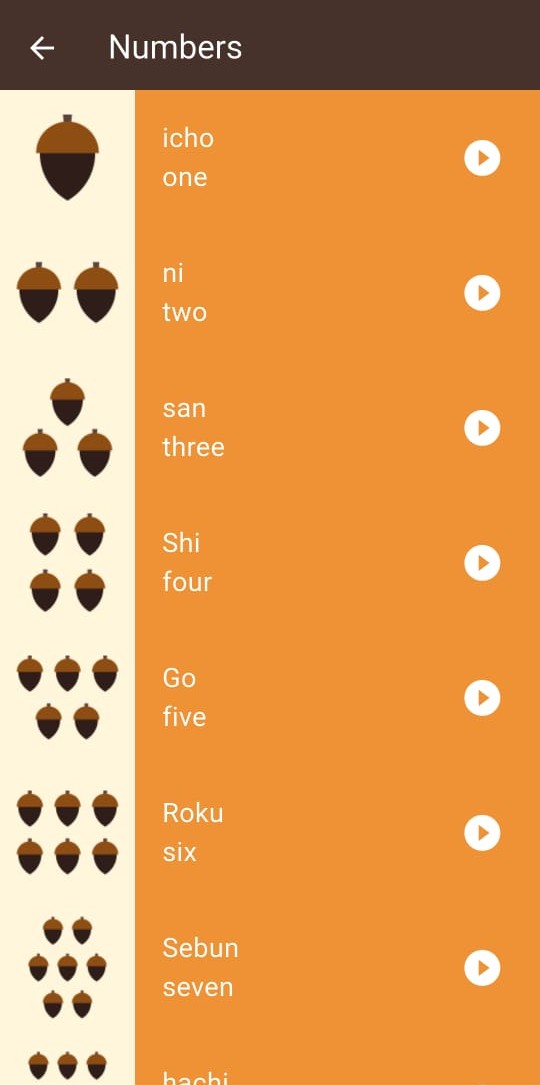 Numbers
icho
one
ni
two
san
three
Shi
four
Go
five
Roku
six
Sebun
seven
hachi